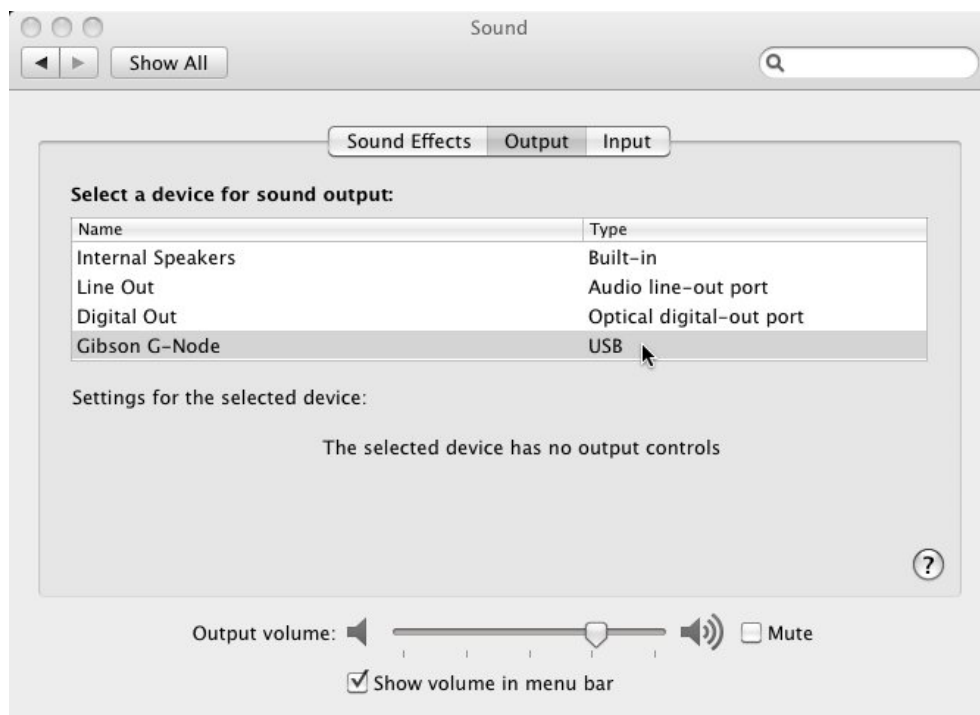 Sound
Show All
Sound Effects Output Input
Select a device for sound output:
Name Type
Internal Speakers Built-in
Line Out Audio line-out port
Digital Out Optical digital-out port
Gibson G-Node USB
Settings for the selected device:
The selected device has no output controls
?
Output volume: Mute
Show volume in menu bar